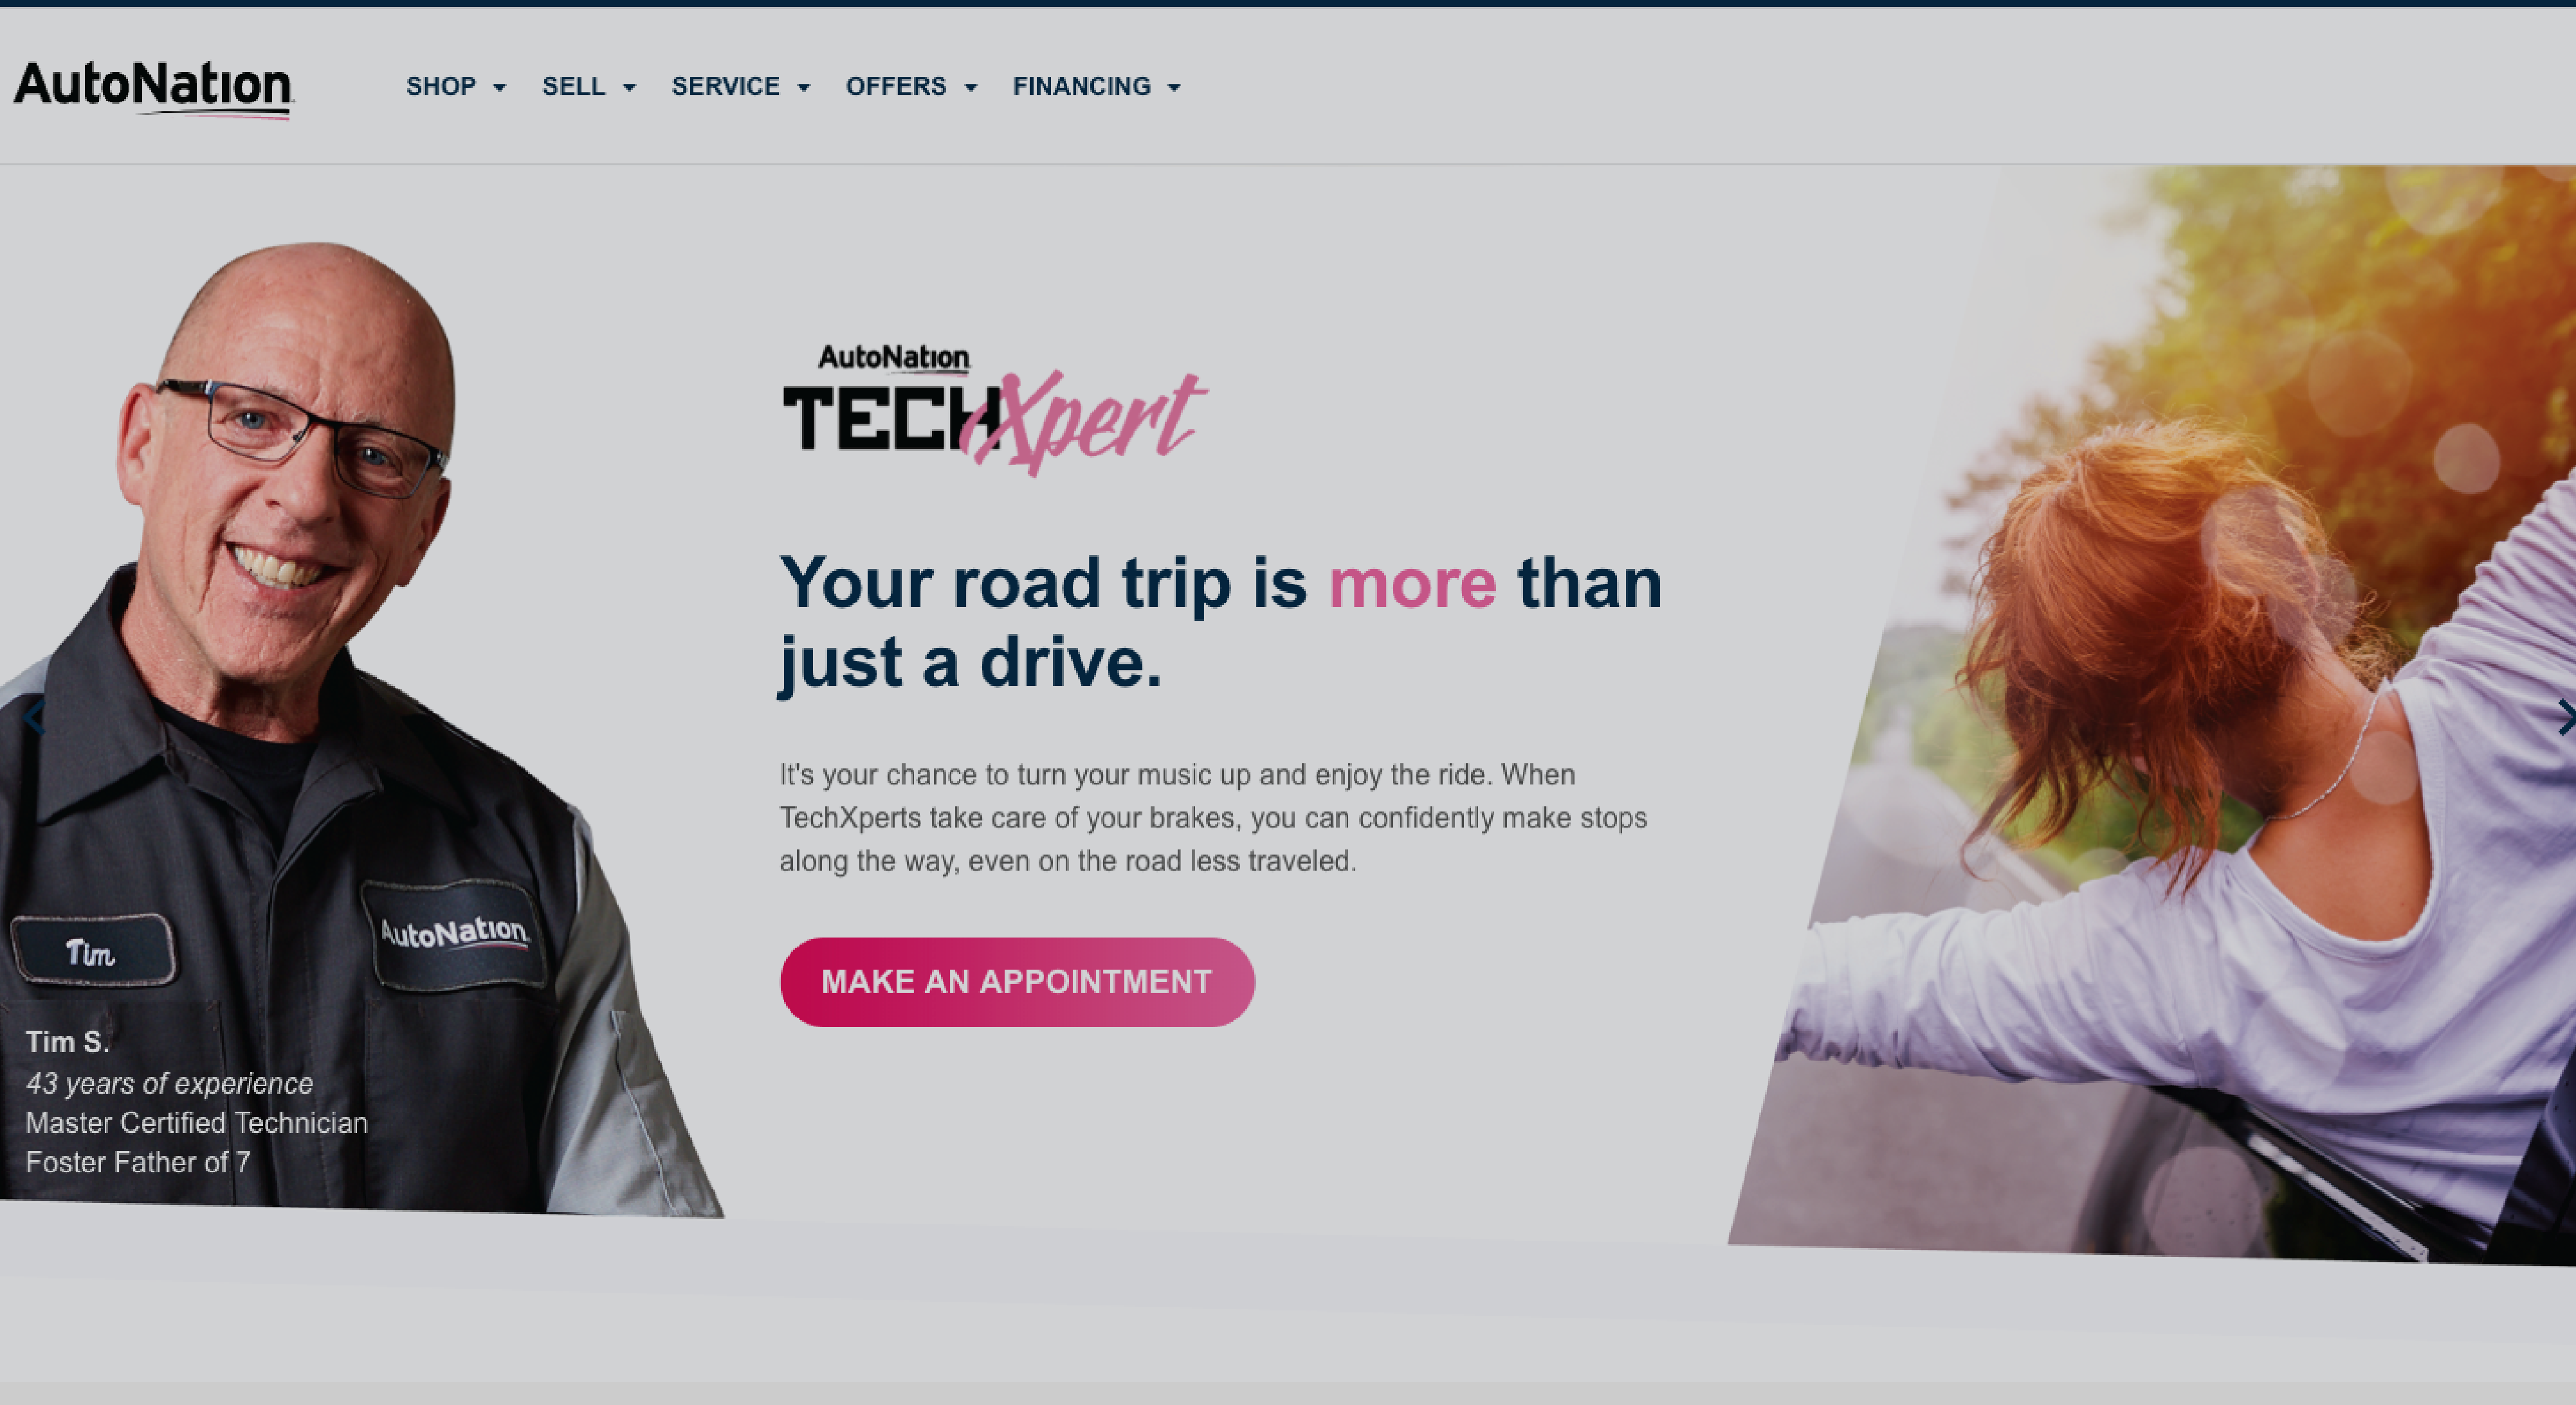 AutoNation
SHOP SELL SERVICE OFFERS FINANCING
AutoNation
TECHXpert
Your road trip is more than
just a drive.
It's your chance to turn your music up and enjoy the ride. When
TechXperts take care of your brakes, you can confidently make stops
along the way, even on the road less traveled.
MAKE AN APPOINTMENT
Tim
AutoNation
Tim S.
43 years of experience
Master Certified Technician
Foster Father of 7